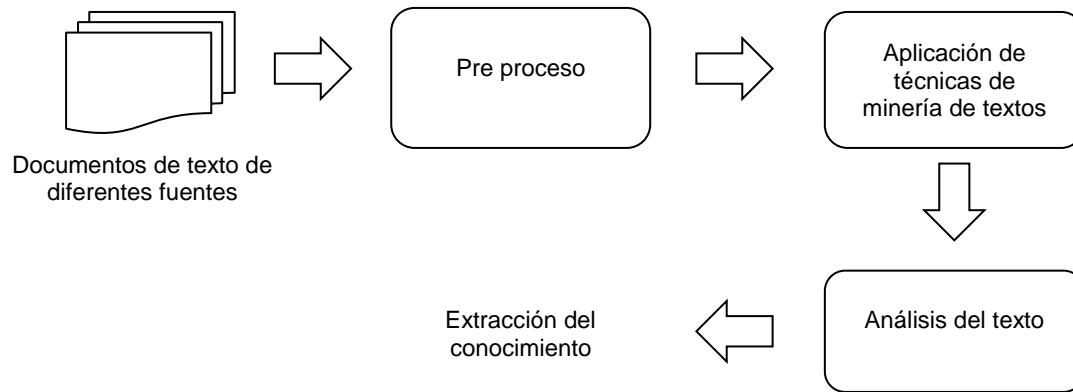 Documentos de texto de
diferentes fuentes
Pre proceso
Aplicación de
técnicas de
minería de textos
Análisis del texto
Extracción del
conocimiento